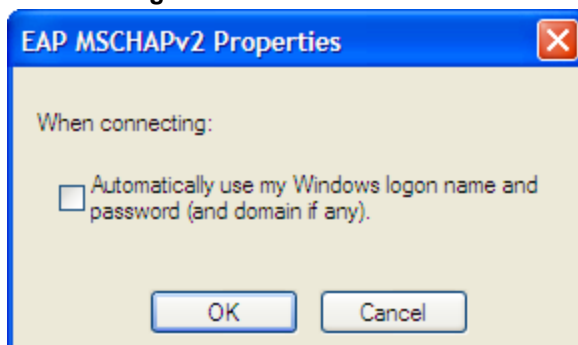 EAP MSCHAPv2 Properties
When connecting:
Automatically use my Windows logon name and
password (and domain if any).
OK
Cancel